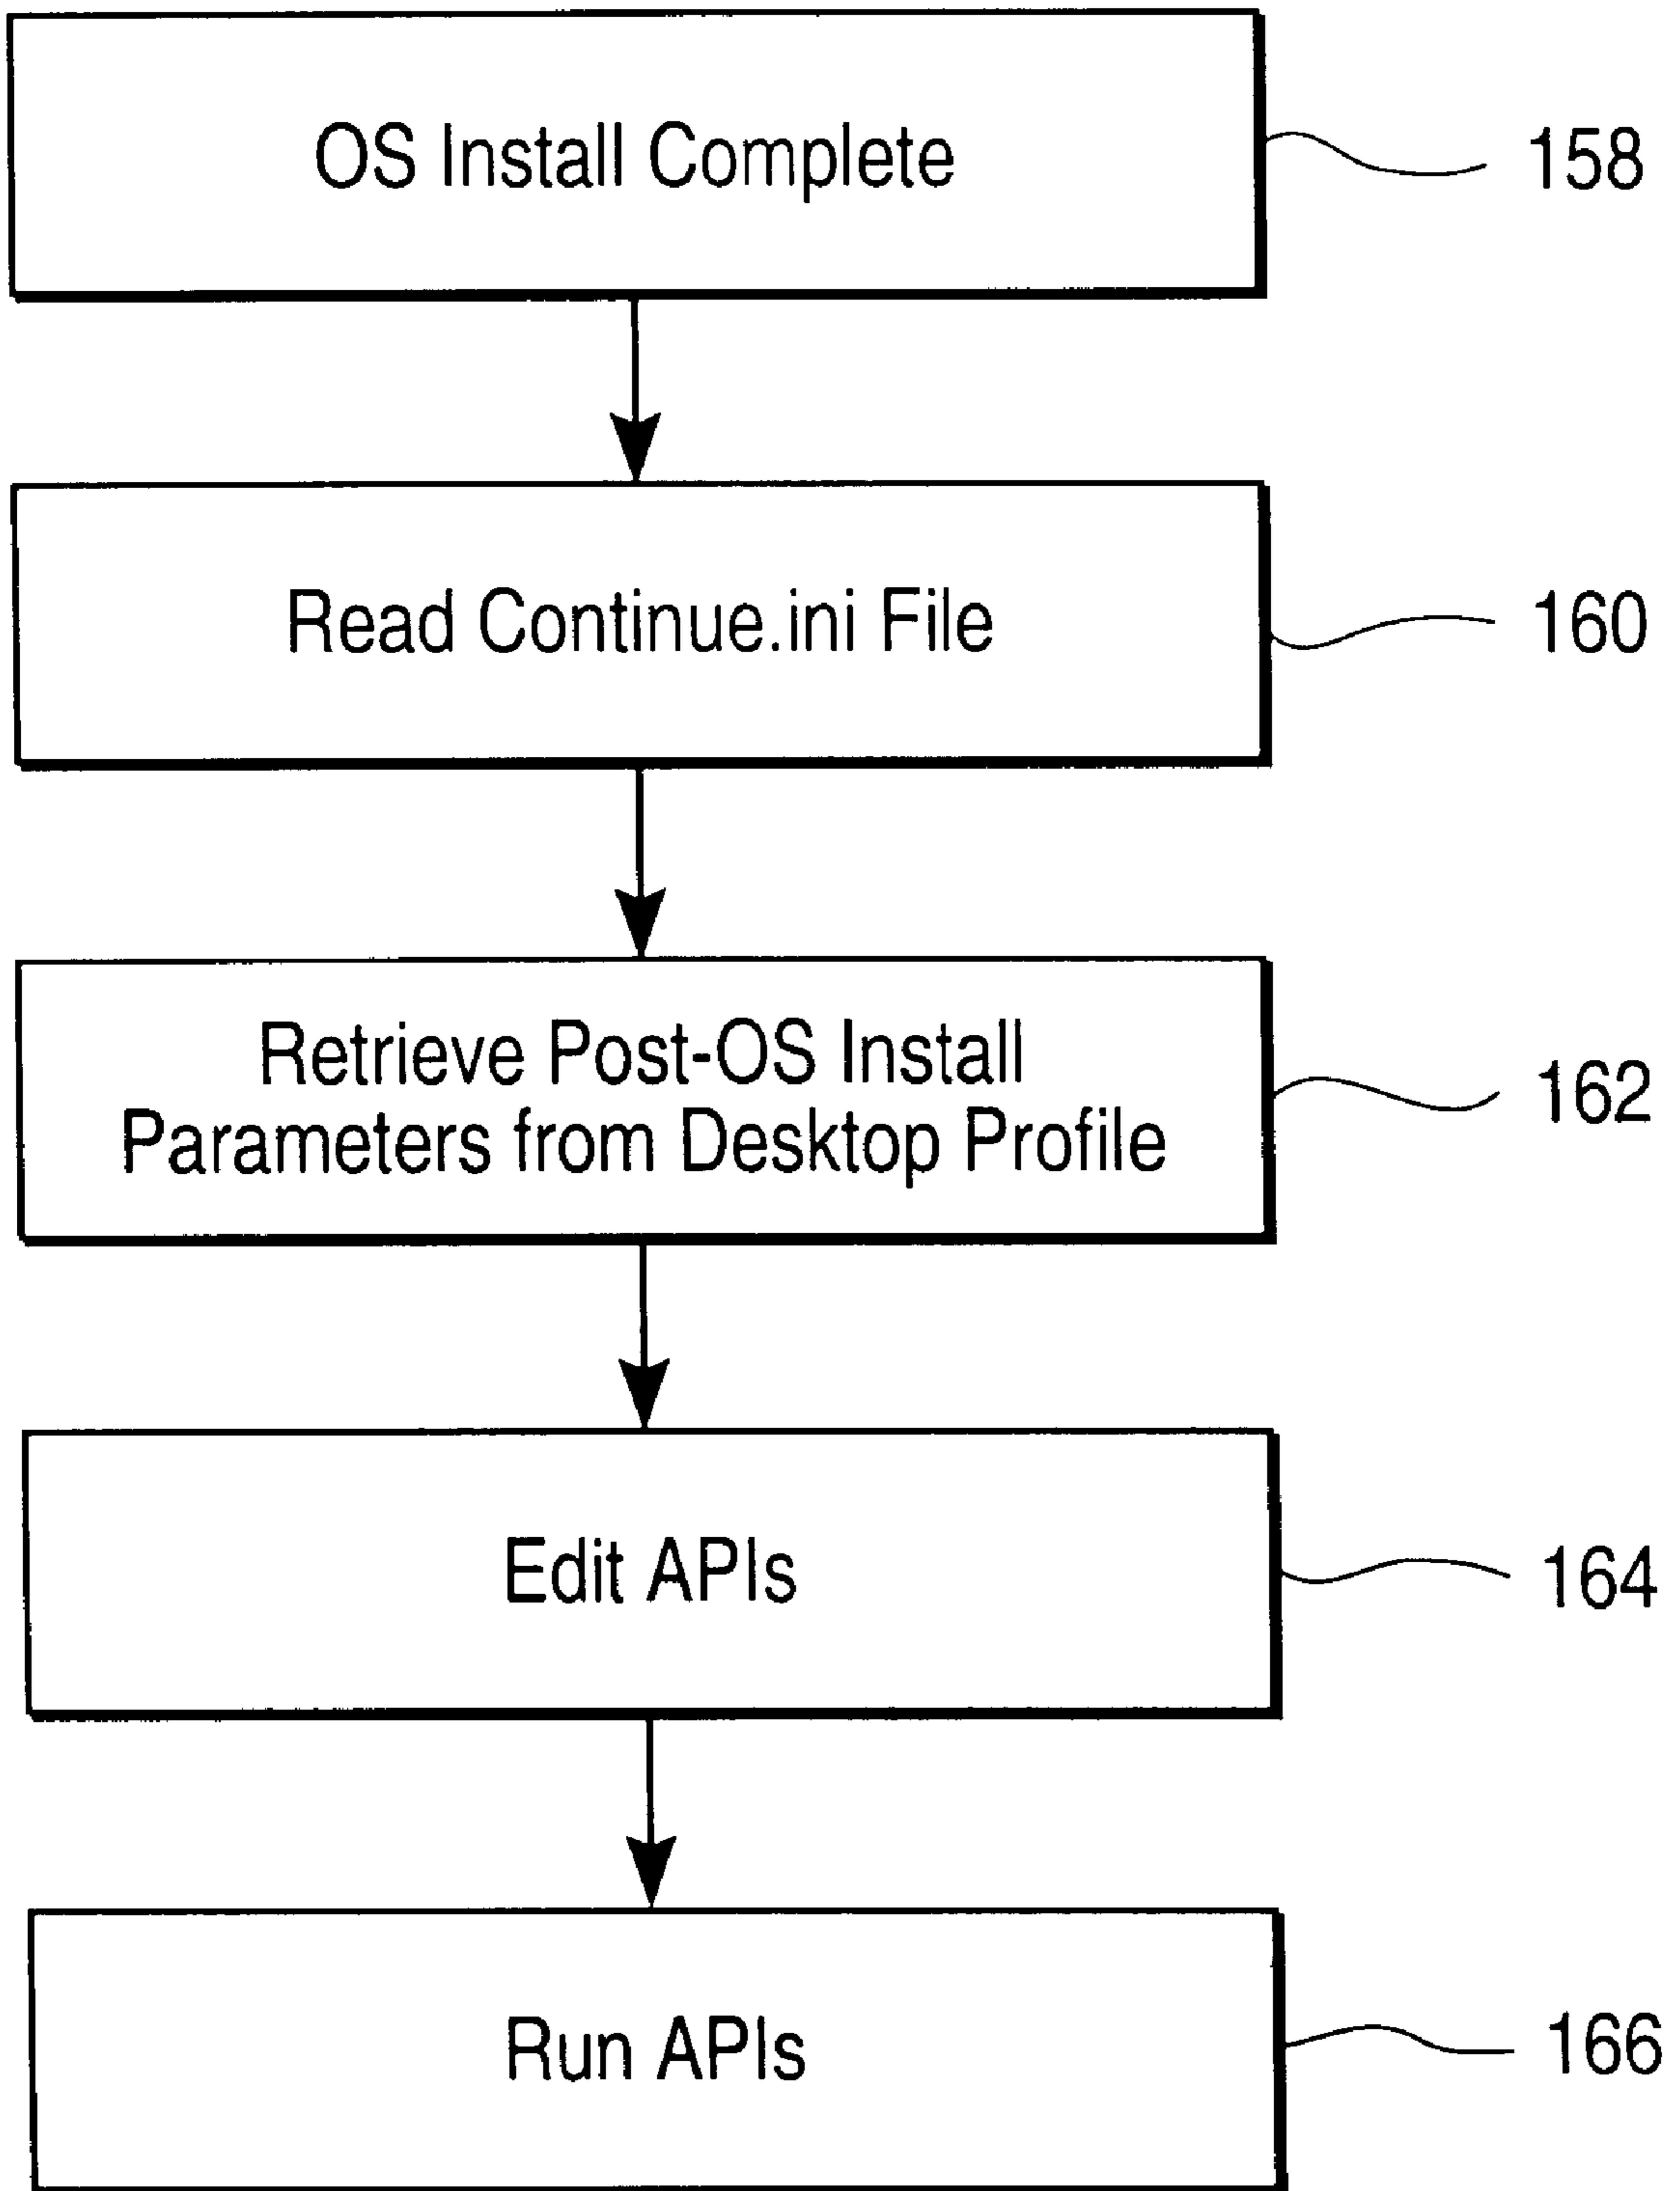 OS Install Complete
158
Read Continue.ini File
160
Retrieve Post-OS Install
Parameters from Desktop Profile
162
Edit APIs
164
Run APIs
166